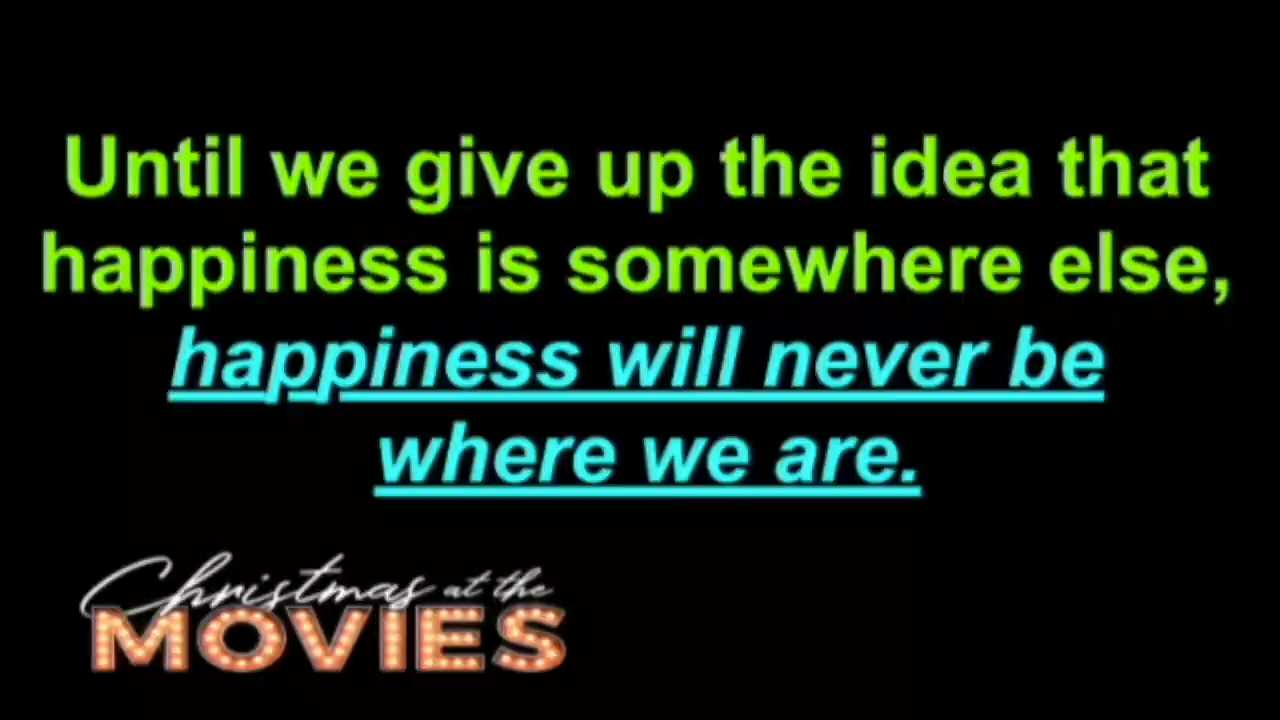 Until we give up the idea that
happiness is somewhere else,
happiness will never be
where we are.
Christmas at the
MOVIES